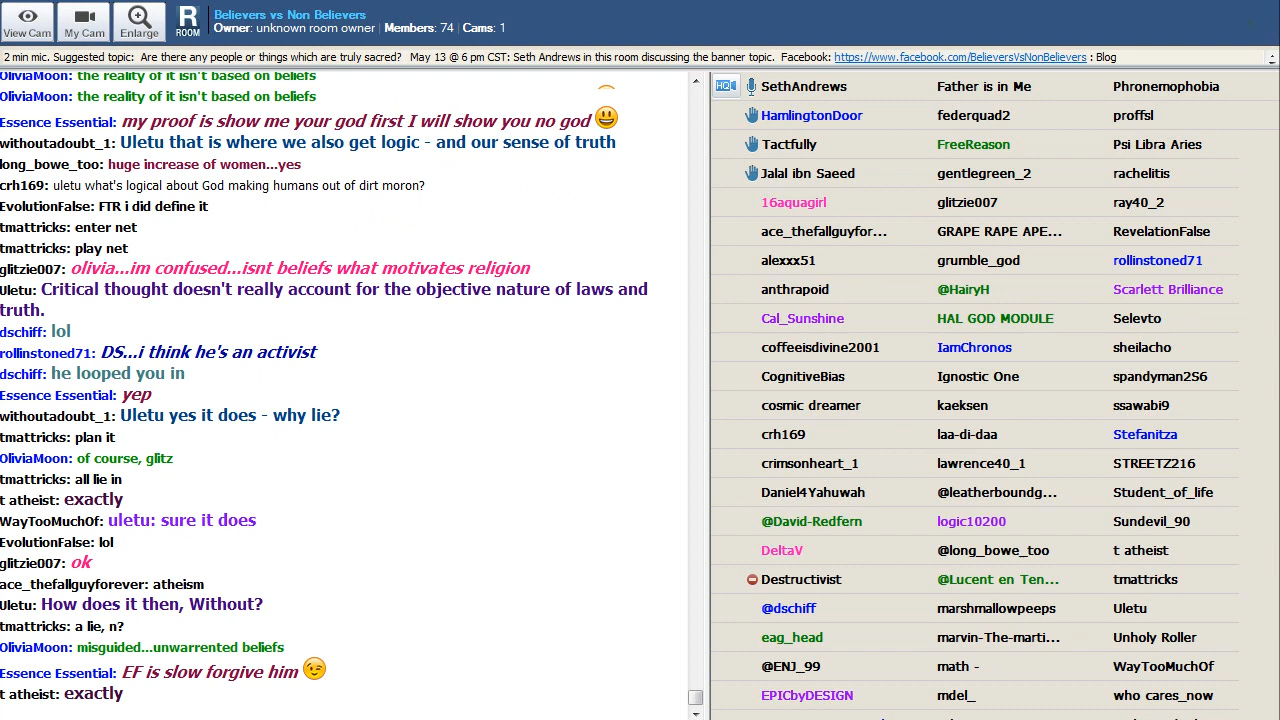 View Cam
My Cam
Enlarge
R
ROOM
Believers vs Non Believers
Owner: unknown room owner | Members: 74 | Cams: 1
2 min mic. Suggested topic: Are there any people or things which are truly sacred? May 13 @ 6 pm CST: Seth Andrews in this room discussing the banner topic. Facebook: https://www.facebook.com/BelieversVsNonBelievers : Blog
OliviaMoon: the reality of it isn't based on beliefs
OliviaMoon: the reality of it isn't based on beliefs
Essence Essential: my proof is show me your god first I will show you no god
withoutadoubt_1: Uletu that is where we also get logic - and our sense of truth
long_bowe_too: huge increase of women...yes
crh169: uletu what's logical about God making humans out of dirt moron?
EvolutionFalse: FTR i did define it
tmattricks: enter net
tmattricks: play net
glitzie007: olivia...im confused...isnt beliefs what motivates religion
Uletu: Critical thought doesn't really account for the objective nature of laws and
truth.
dschiff: lol
rollinstoned71: DS...i think he's an activist
dschiff: he looped you in
Essence Essential: yep
withoutadoubt_1: Uletu yes it does - why lie?
tmattricks: plan it
OliviaMoon: of course, glitz
tmattricks: all lie in
t atheist: exactly
WayTooMuchOf: uletu: sure it does
EvolutionFalse: lol
glitzie007: ok
ace_thefallguyforever: atheism
Uletu: How does it then, Without?
tmattricks: a lie, n?
OliviaMoon: misguided...unwarrented beliefs
Essence Essential: EF is slow forgive him
t atheist: exactly
HQ
SethAndrews Father is in Me Phronemophobia
HamlingtonDoor federquad2 proffsl
Tactfully FreeReason Psi Libra Aries
Jalal ibn Saeed gentlegreen_2 rachelitis
16aquagirl glitzie007 ray40_2
ace_thefallguyfor... GRAPE RAPE APE... RevelationFalse
alexxx51 grumble_god rollinstoned71
anthrapoid @HairyH Scarlett Brilliance
Cal_Sunshine HAL GOD MODULE Selevto
coffeeisdivine2001 IamChronos sheilacho
CognitiveBias Ignostic One spandyman2S6
cosmic dreamer kaeksen ssawabi9
crh169 laa-di-daa Stefanitza
crimsonheart_1 lawrence40_1 STREETZ216
Daniel4Yahuwah @leatherboundg... Student_of_life
@David-Redfern logic10200 Sundevil_90
DeltaV @long_bowe_too t atheist
Destructivist @Lucent en Ten... tmattricks
@dschiff marshmallowpeeps Uletu
eag_head marvin-The-marti... Unholy Roller
@ENJ_99 math - WayTooMuchOf
EPICbyDESIGN mdel_ who cares_now